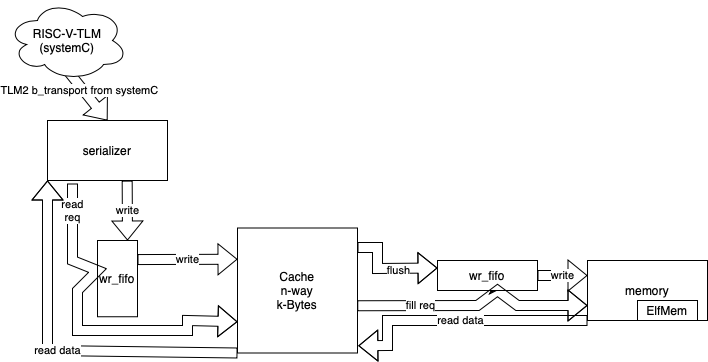 RISC-V-TLM
(systemC)
TLM2 b_transport from systemC
serializer
read
req
write
wr_fifo
write
Cache
n-way
k-Bytes
flush
wr_fifo
write
fill req
read data
memory
ElfMem
read data